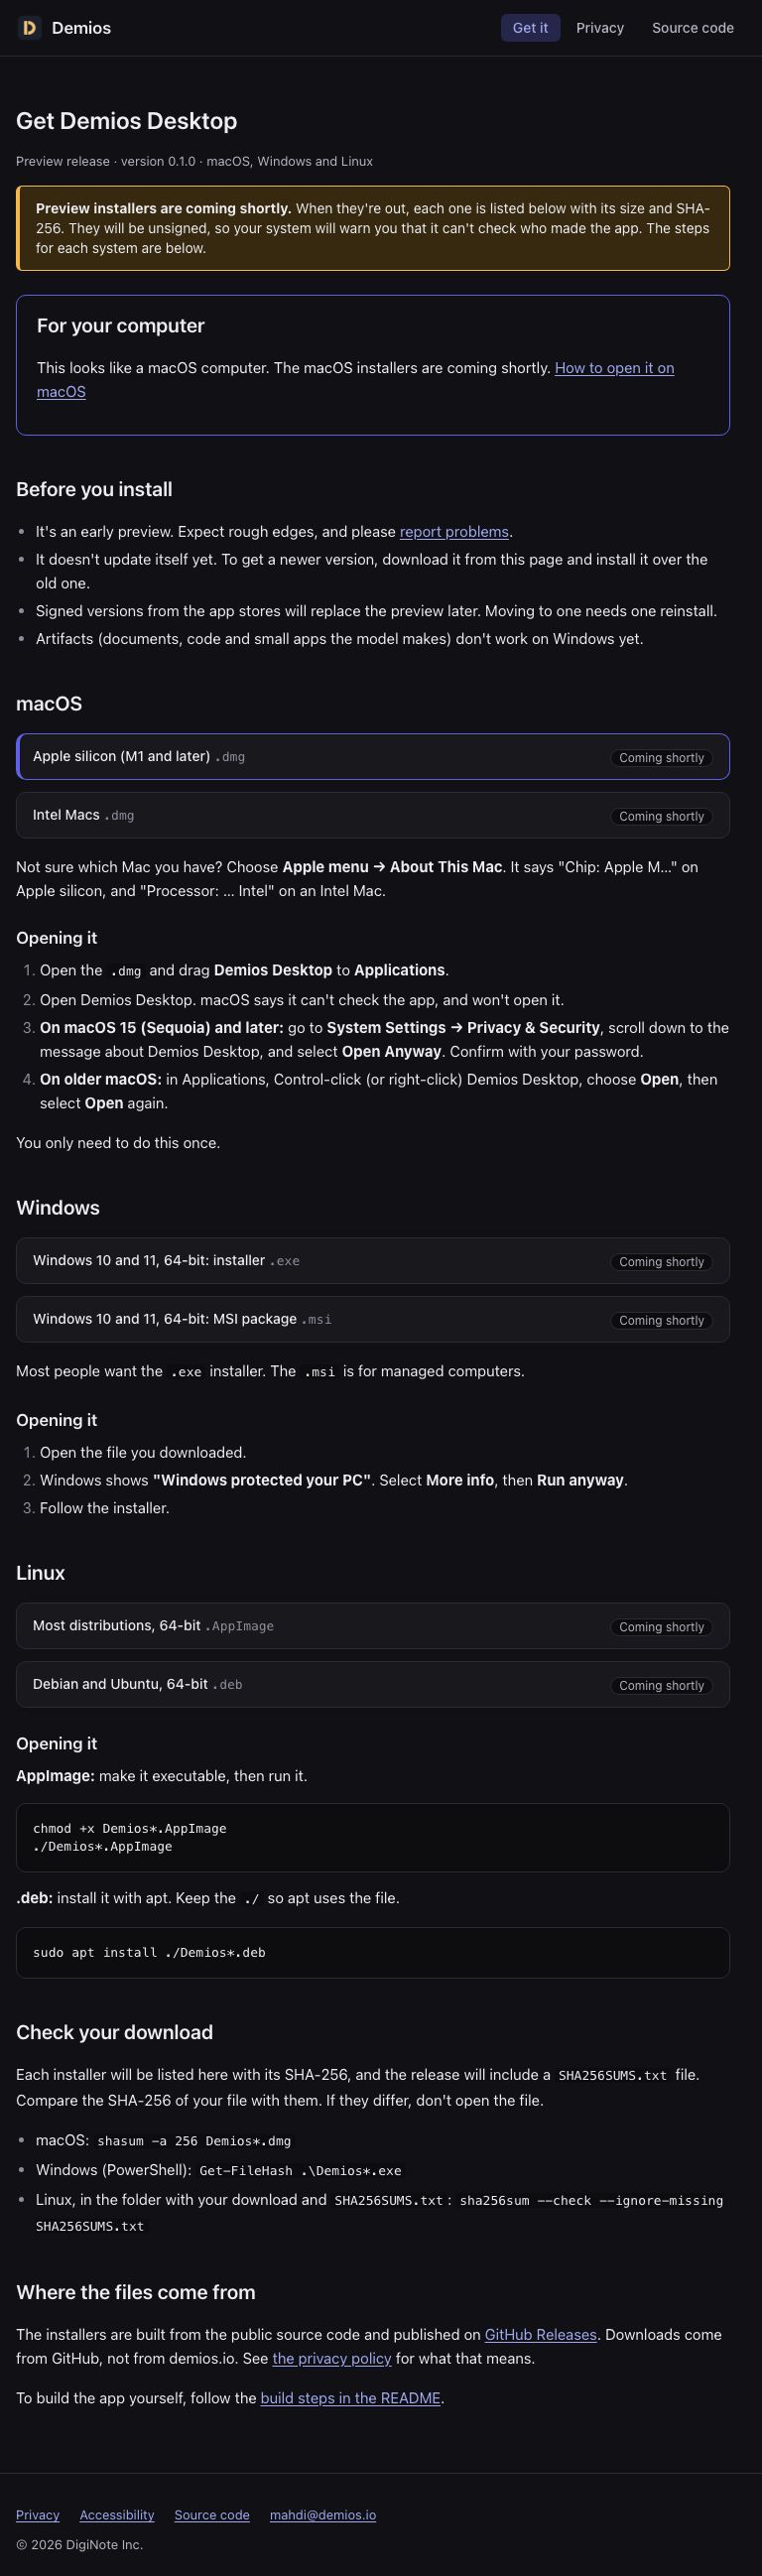 D Demios
Get it Privacy Source code
Get Demios Desktop
Preview release · version 0.1.0 · macOS, Windows and Linux
Preview installers are coming shortly. When they're out, each one is listed below with its size and SHA-
256. They will be unsigned, so your system will warn you that it can't check who made the app. The steps
for each system are below.
For your computer
This looks like a macOS computer. The macOS installers are coming shortly. How to open it on
macOS
Before you install
• It's an early preview. Expect rough edges, and please report problems.
• It doesn't update itself yet. To get a newer version, download it from this page and install it over the
old one.
• Signed versions from the app stores will replace the preview later. Moving to one needs one reinstall.
• Artifacts (documents, code and small apps the model makes) don't work on Windows yet.
macOS
Apple silicon (M1 and later) .dmg Coming shortly
Intel Macs .dmg Coming shortly
Not sure which Mac you have? Choose Apple menu → About This Mac. It says "Chip: Apple M…" on
Apple silicon, and "Processor: … Intel" on an Intel Mac.
Opening it
1. Open the .dmg and drag Demios Desktop to Applications.
2. Open Demios Desktop. macOS says it can't check the app, and won't open it.
3. On macOS 15 (Sequoia) and later: go to System Settings → Privacy & Security, scroll down to the
message about Demios Desktop, and select Open Anyway. Confirm with your password.
4. On older macOS: in Applications, Control-click (or right-click) Demios Desktop, choose Open, then
select Open again.
You only need to do this once.
Windows
Windows 10 and 11, 64-bit: installer .exe Coming shortly
Windows 10 and 11, 64-bit: MSI package .msi Coming shortly
Most people want the .exe installer. The .msi is for managed computers.
Opening it
1. Open the file you downloaded.
2. Windows shows "Windows protected your PC". Select More info, then Run anyway.
3. Follow the installer.
Linux
Most distributions, 64-bit .AppImage Coming shortly
Debian and Ubuntu, 64-bit .deb Coming shortly
Opening it
AppImage: make it executable, then run it.
chmod +x Demios*.AppImage
./Demios*.AppImage
.deb: install it with apt. Keep the ./ so apt uses the file.
sudo apt install ./Demios*.deb
Check your download
Each installer will be listed here with its SHA-256, and the release will include a SHA256SUMS.txt file.
Compare the SHA-256 of your file with them. If they differ, don't open the file.
• macOS: shasum -a 256 Demios*.dmg
• Windows (PowerShell): Get-FileHash .\Demios*.exe
• Linux, in the folder with your download and SHA256SUMS.txt: sha256sum --check --ignore-missing
SHA256SUMS.txt
Where the files come from
The installers are built from the public source code and published on GitHub Releases. Downloads come
from GitHub, not from demios.io. See the privacy policy for what that means.
To build the app yourself, follow the build steps in the README.
Privacy Accessibility Source code mahdi@demios.io
© 2026 DigiNote Inc.